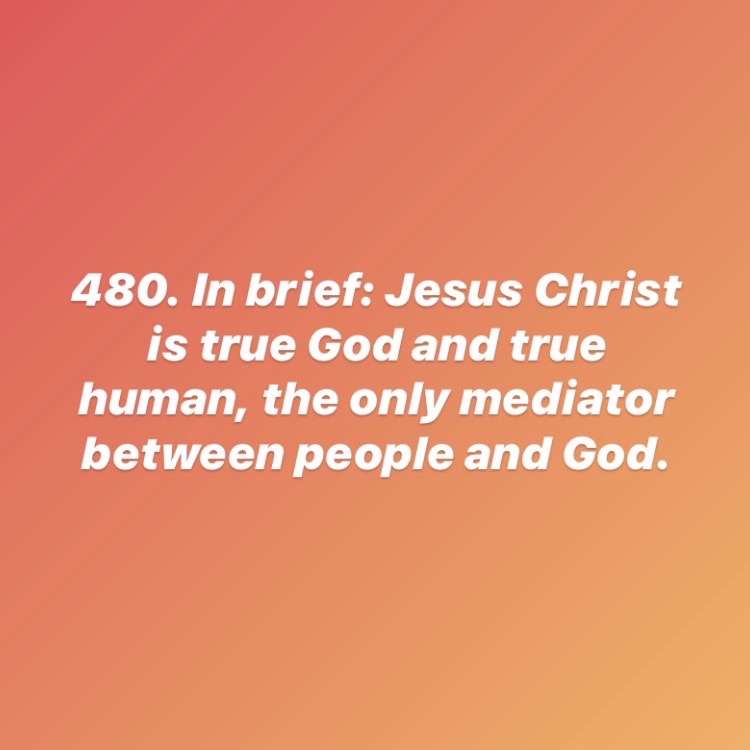 480. In brief: Jesus Christ
is true God and true
human, the only mediator
between people and God.